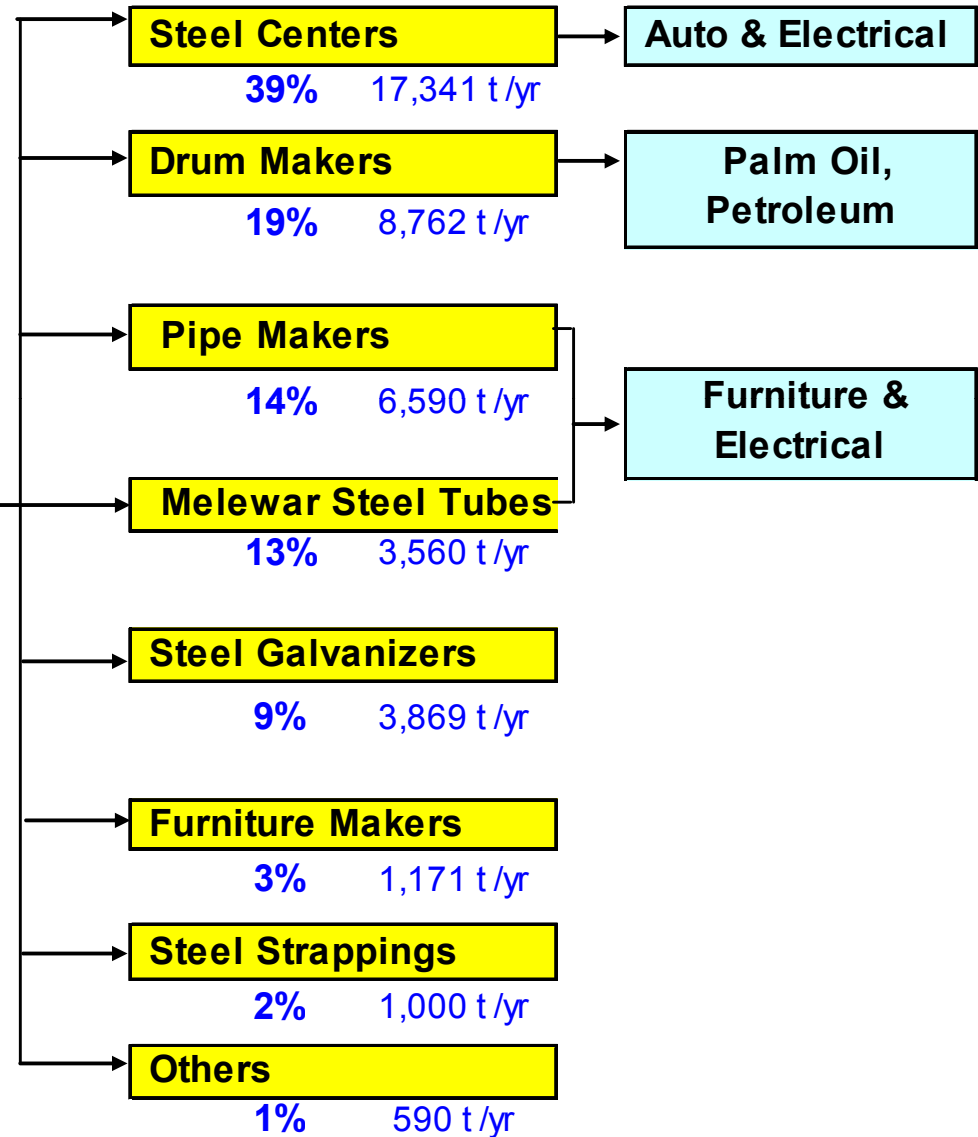 Steel Centers
Auto & Electrical
39% 17,341 t/yr
Drum Makers
Palm Oil,
Petroleum
19% 8,762 t/yr
Pipe Makers
14% 6,590 t/yr
Furniture &
Electrical
Melewar Steel Tubes
13% 3,560 t/yr
Steel Galvanizers
9% 3,869 t/yr
Furniture Makers
3% 1,171 t/yr
Steel Strappings
2% 1,000 t/yr
Others
1% 590 t/yr